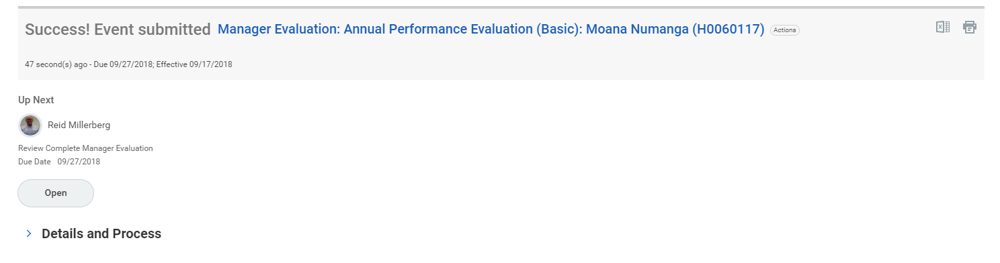 Success! Event submitted Manager Evaluation: Annual Performance Evaluation (Basic): Moana Numanga (H0060117) Actions
47 second(s) ago - Due 09/27/2018; Effective 09/17/2018
Up Next
Reid Millerberg
Review Complete Manager Evaluation
Due Date 09/27/2018
Open
Details and Process